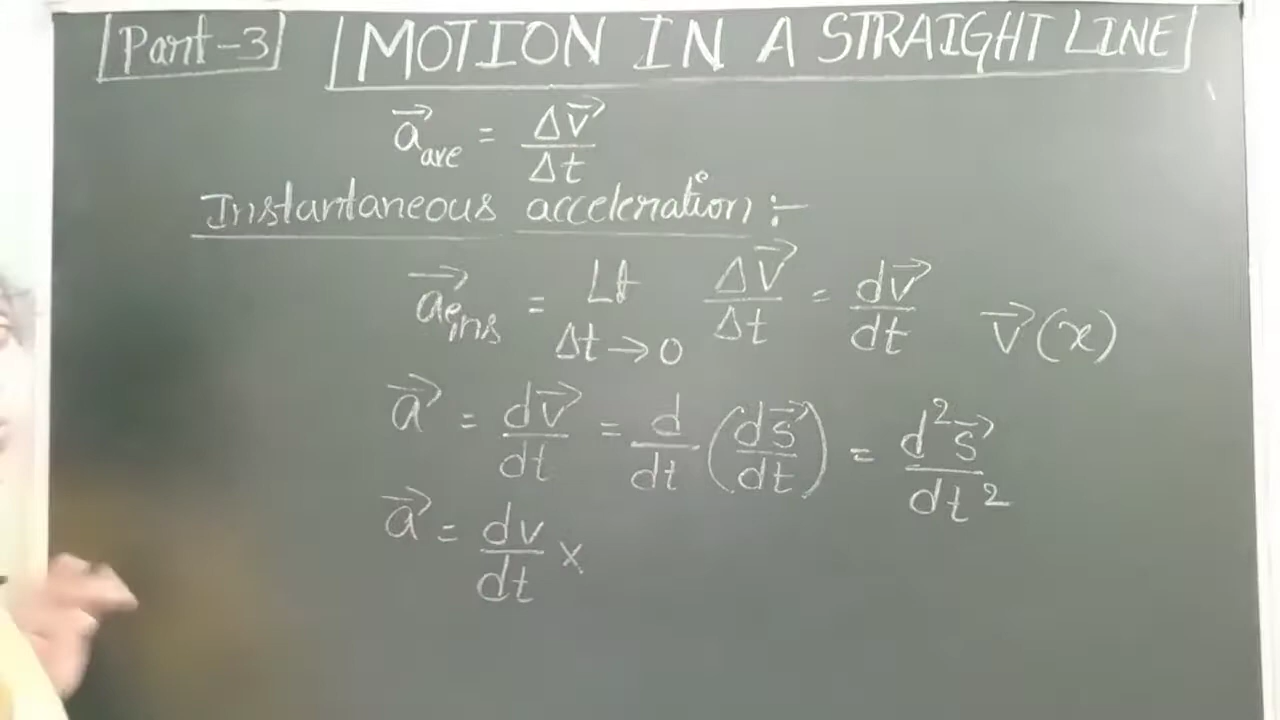 Part-3 MOTION IN A STRAIGHT LINE
a⃗ave = Δv⃗/Δt
Instantaneous acceleration:-
a⃗ins = Lt Δt→0 Δv⃗/Δt = dv⃗/dt v⃗(x)
a⃗ = dv⃗/dt = d/dt (ds⃗/dt) = d²s⃗/dt²
a⃗ = dv/dt ×